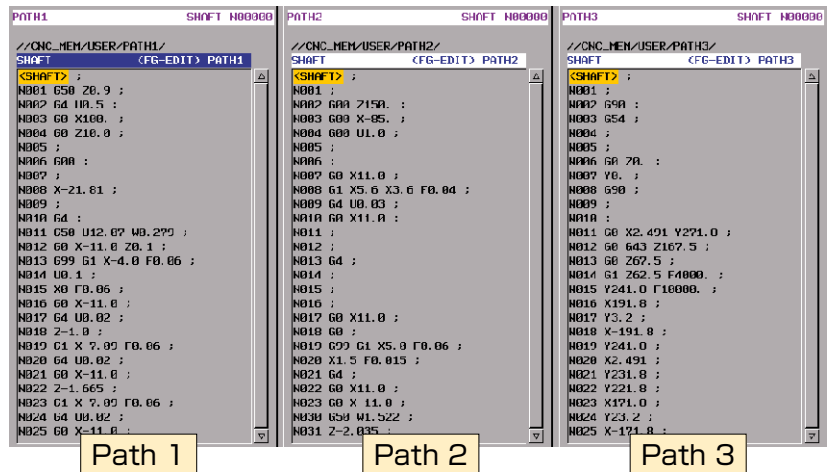 PATH1 SHAFT N00000
//CNC_MEM/USER/PATH1/
SHAFT (FG-EDIT) PATH1
<SHAFT> ;
N001 G50 Z0.9 ;
N002 G4 U0.5 ;
N003 G0 X100. ;
N004 G0 Z10.0 ;
N005 ;
N006 G00 ;
N007 ;
N008 X-21.81 ;
N009 ;
N010 G4 ;
N011 G50 U12.07 W0.279 ;
N012 G0 X-11.0 Z0.1 ;
N013 G99 G1 X-4.0 F0.06 ;
N014 U0.1 ;
N015 X0 F0.06 ;
N016 G0 X-11.0 ;
N017 G4 U0.02 ;
N018 Z-1.0 ;
N019 G1 X-7.09 F0.06 ;
N020 G4 U0.02 ;
N021 G0 X-11.0 ;
N022 Z-1.665 ;
N023 G1 X-7.09 F0.06 ;
N024 G4 U0.02 ;
N025 G0 X-11.0 ;
Path 1
PATH2 SHAFT N00000
//CNC_MEM/USER/PATH2/
SHAFT (FG-EDIT) PATH2
<SHAFT> ;
N001 ;
N002 G00 Z150. ;
N003 G00 X-85. ;
N004 G00 U1.0 ;
N005 ;
N006 ;
N007 G0 X11.0 ;
N008 G1 X5.6 X3.6 F0.04 ;
N009 G4 U0.03 ;
N010 G0 X11.0 ;
N011 ;
N012 ;
N013 G4 ;
N014 ;
N015 ;
N016 ;
N017 G0 X11.0 ;
N018 G0 ;
N019 G99 G1 X5.0 F0.06 ;
N020 X1.5 F0.015 ;
N021 G4 ;
N022 G0 X11.0 ;
N023 G0 X-11.0 ;
N030 G50 W1.522 ;
N031 Z-2.035 ;
Path 2
PATH3 SHAFT N00000
//CNC_MEM/USER/PATH3/
SHAFT (FG-EDIT) PATH3
<SHAFT> ;
N001 ;
N002 G90 ;
N003 G54 ;
N004 ;
N005 ;
N006 G0 Z0. ;
N007 Y0. ;
N008 G90 ;
N009 ;
N010 ;
N011 G0 X2.491 Y271.0 ;
N012 G0 G43 Z167.5 ;
N013 G0 Z67.5 ;
N014 G1 Z62.5 F4000. ;
N015 Y241.0 F10000. ;
N016 X191.8 ;
N017 Y3.2 ;
N018 X-191.8 ;
N019 Y241.0 ;
N020 X2.491 ;
N021 Y231.8 ;
N022 Y221.8 ;
N023 X171.0 ;
N024 Y23.2 ;
N025 X-171.8 ;
Path 3